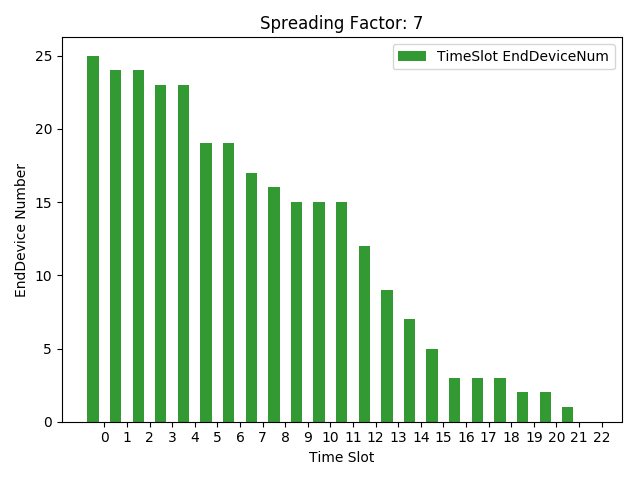 Spreading Factor: 7
TimeSlot EndDeviceNum
25
20
15
10
5
0
EndDevice Number
0 1 2 3 4 5 6 7 8 9 10 11 12 13 14 15 16 17 18 19 20 21 22
Time Slot